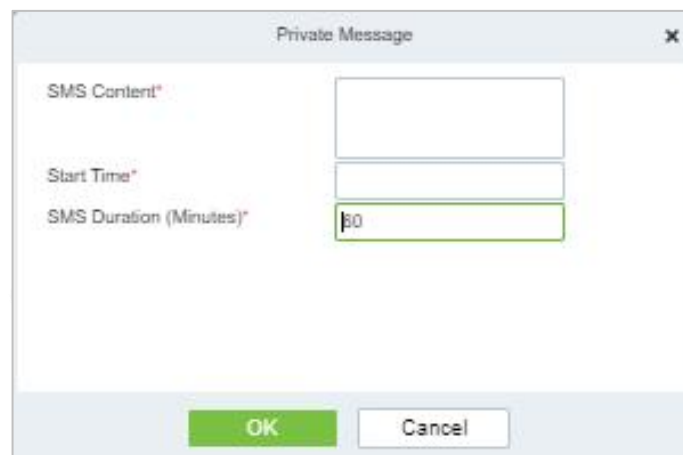 Private Message
SMS Content*
Start Time*
SMS Duration (Minutes)*
60
OK
Cancel